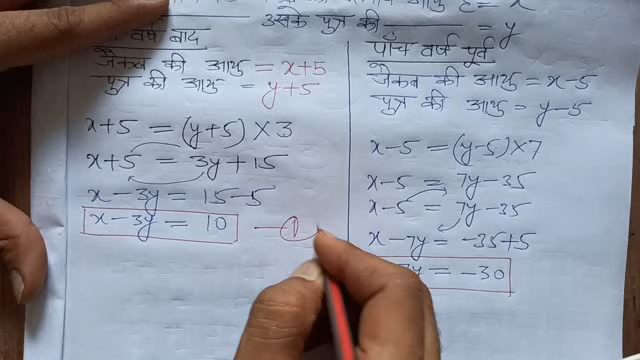 आयु = x
उसके पुत्र की = y
वर्ष बाद
जैकब की आयु = x+5
पुत्र की आयु = y+5
x+5 = (y+5) × 3
x+5 = 3y+15
x-3y = 15-5
x-3y = 10 — ①
पाँच वर्ष पूर्व
जैकब की आयु = x-5
पुत्र की आयु = y-5
x-5 = (y-5) × 7
x-5 = 7y-35
x-5 = 7y-35
x-7y = -35+5
7y = -30